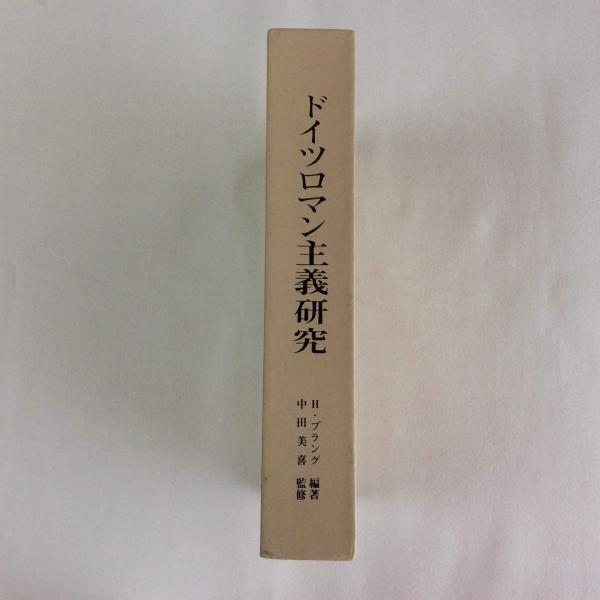 ドイツロマン主義研究
H・プラング 編著
中田美喜 監修